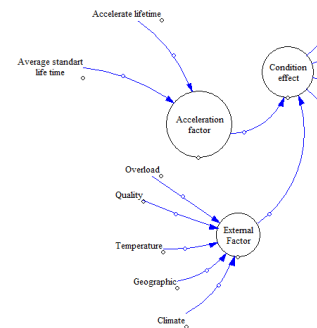 Accelerate lifetime
Average standart
life time
Condition
effect
Acceleration
factor
Overload
Quality
External
Factor
Temperature
Geographic
Climate